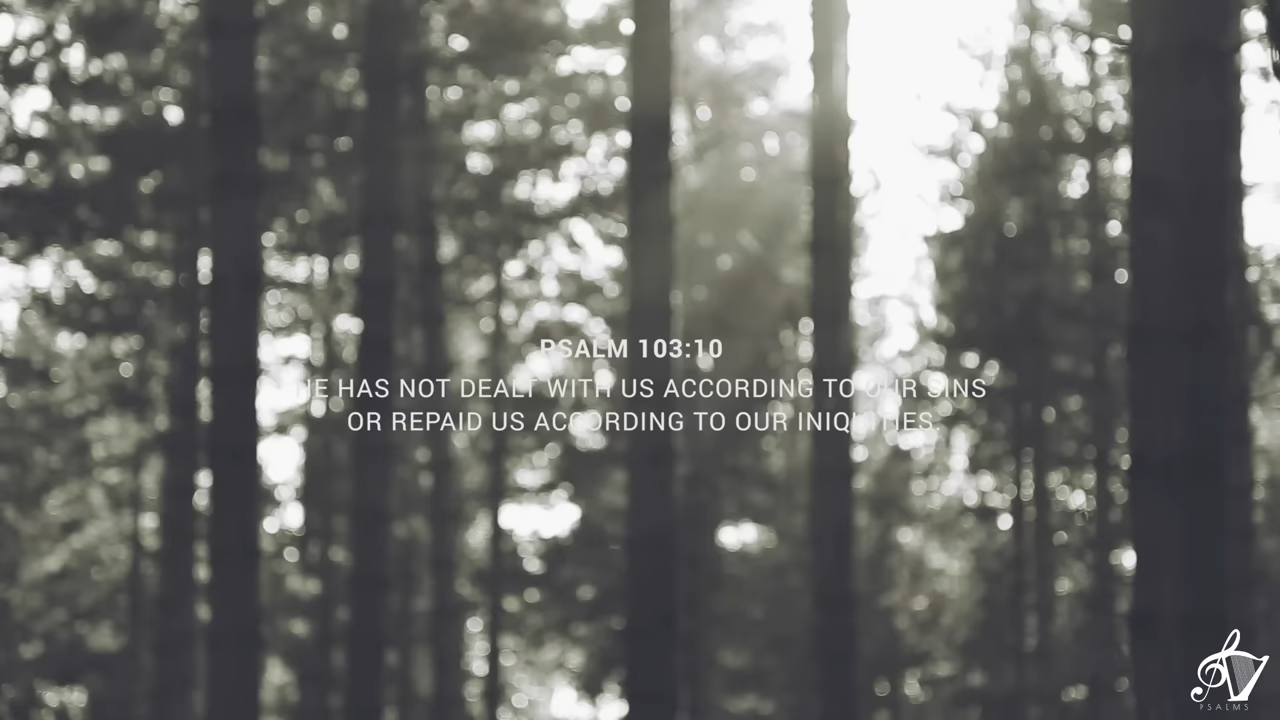 PSALM 103:10
HE HAS NOT DEALT WITH US ACCORDING TO OUR SINS
OR REPAID US ACCORDING TO OUR INIQUITIES.
PSALMS